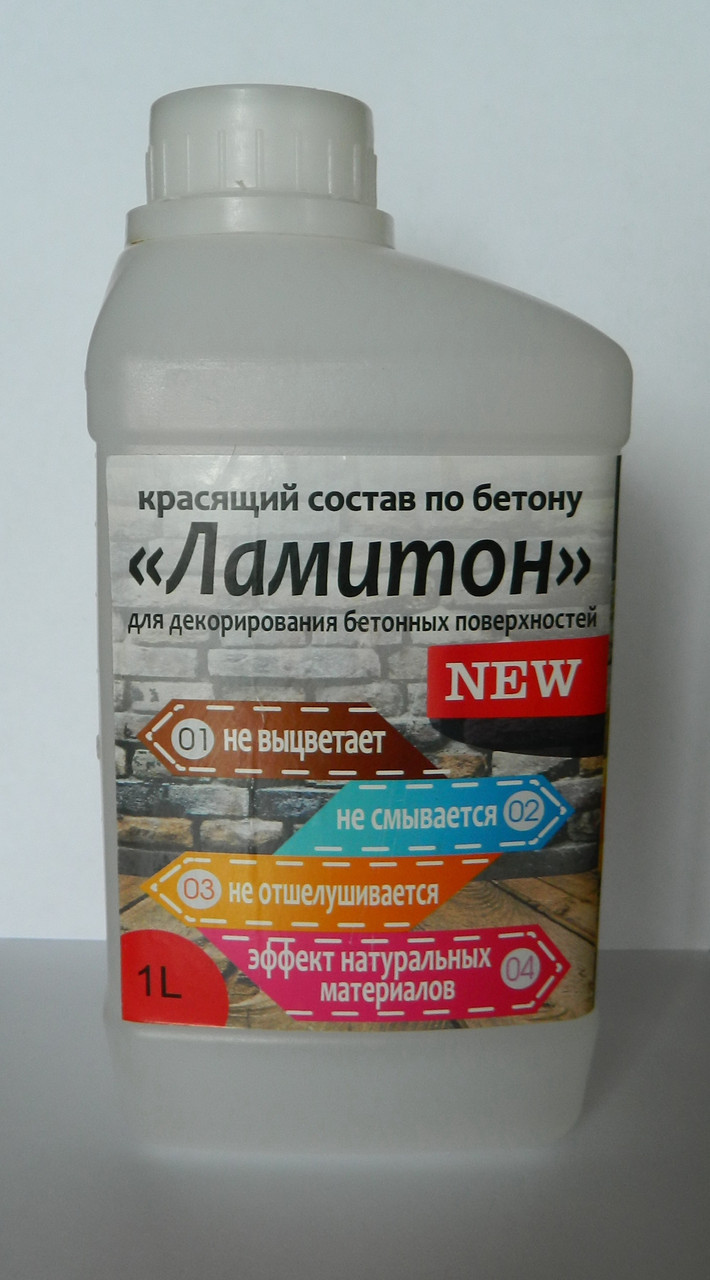 красящий состав по бетону
«Ламитон»
для декорирования бетонных поверхностей
NEW
01 не выцветает
не смывается 02
03 не отшелушивается
эффект натуральных
материалов 04
1L